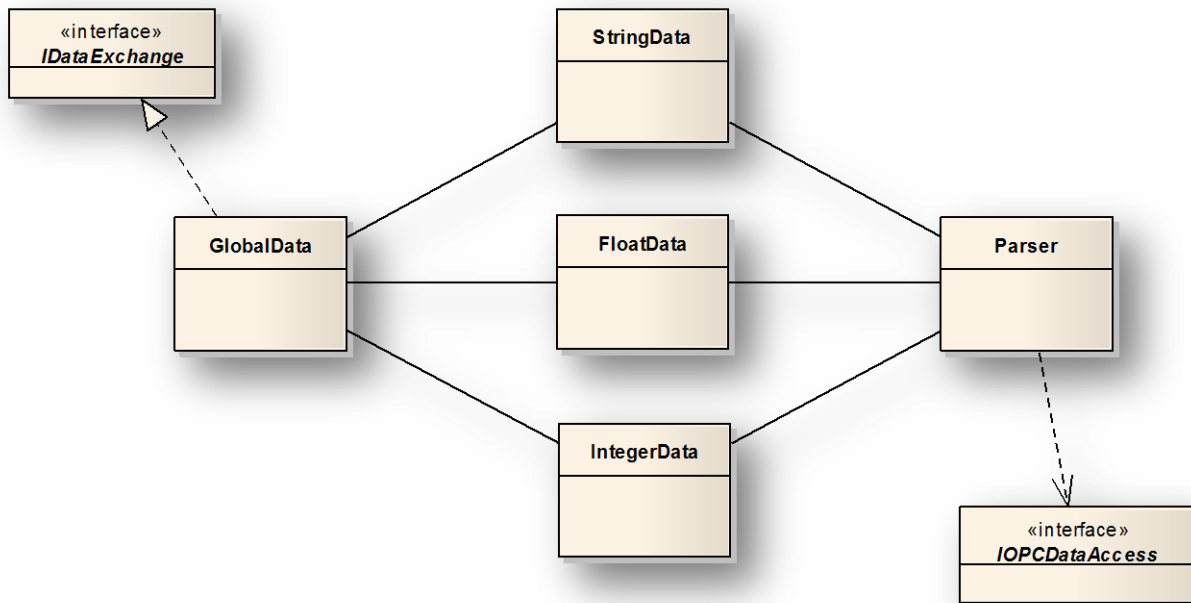 «interface»
IDataExchange
StringData
GlobalData
FloatData
Parser
IntegerData
«interface»
IOPCDataAccess